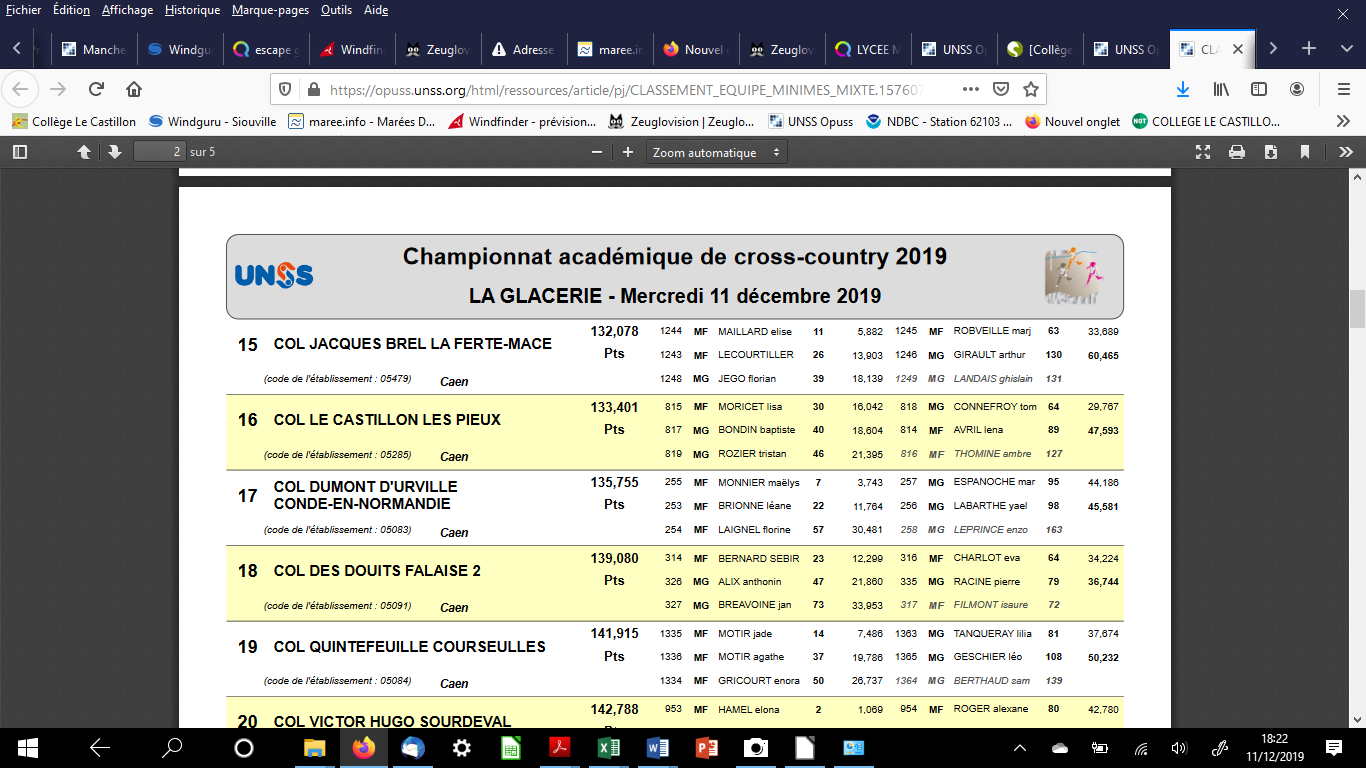 Fichier Édition Affichage Historique Marque-pages Outils Aide
Manche Windgu escape g Windfin Zeuglov Adresse maree.ir Nouvel Zeuglov LYCEE M UNSS Op [Collège UNSS Op CLA
https://opuss.unss.org/html/ressources/article/pj/CLASSEMENT_EQUIPE_MINIMES_MIXTE.157607
Collège Le Castillon Windguru - Siouville maree.info - Marées D... Windfinder - prévision... Zeuglovision | Zeuglo... UNSS Opuss NDBC - Station 62103 ... Nouvel onglet COLLEGE LE CASTILLO...
2 sur 5 Zoom automatique
UNSS
Championnat académique de cross-country 2019
LA GLACERIE - Mercredi 11 décembre 2019
132,078 1244 MF MAILLARD elise 11 5,882 1245 MF ROBVEILLE marj 63 33,689
15 COL JACQUES BREL LA FERTE-MACE
Pts 1243 MF LECOURTILLER 26 13,903 1246 MG GIRAULT arthur 130 60,465
(code de l'établissement : 05479) Caen 1248 MG JEGO florian 39 18,139 1249 MG LANDAIS ghislain 131
133,401 815 MF MORICET lisa 30 16,042 818 MG CONNEFROY tom 64 29,767
16 COL LE CASTILLON LES PIEUX
Pts 817 MG BONDIN baptiste 40 18,604 814 MF AVRIL lena 89 47,593
(code de l'établissement : 05285) Caen 819 MG ROZIER tristan 46 21,395 816 MF THOMINE ambre 127
135,755 255 MF MONNIER maëlys 7 3,743 257 MG ESPANOCHE mar 95 44,186
17 COL DUMONT D'URVILLE
CONDE-EN-NORMANDIE
Pts 253 MF BRIONNE léane 22 11,764 256 MG LABARTHE yael 98 45,581
(code de l'établissement : 05083) Caen 254 MF LAIGNEL florine 57 30,481 258 MG LEPRINCE enzo 163
139,080 314 MF BERNARD SEBIR 23 12,299 316 MF CHARLOT eva 64 34,224
18 COL DES DOUITS FALAISE 2
Pts 326 MG ALIX anthonin 47 21,860 335 MG RACINE pierre 79 36,744
(code de l'établissement : 05091) Caen 327 MG BREAVOINE jan 73 33,953 317 MF FILMONT isaure 72
141,915 1335 MF MOTIR jade 14 7,486 1363 MG TANQUERAY lilia 81 37,674
19 COL QUINTEFEUILLE COURSEULLES
Pts 1336 MF MOTIR agathe 37 19,786 1365 MG GESCHIER léo 108 50,232
(code de l'établissement : 05084) Caen 1334 MF GRICOURT enora 50 26,737 1364 MG BERTHAUD sam 139
142,788 953 MF HAMEL elona 2 1,069 954 MF ROGER alexane 80 42,780
20 COL VICTOR HUGO SOURDEVAL
18:22
11/12/2019